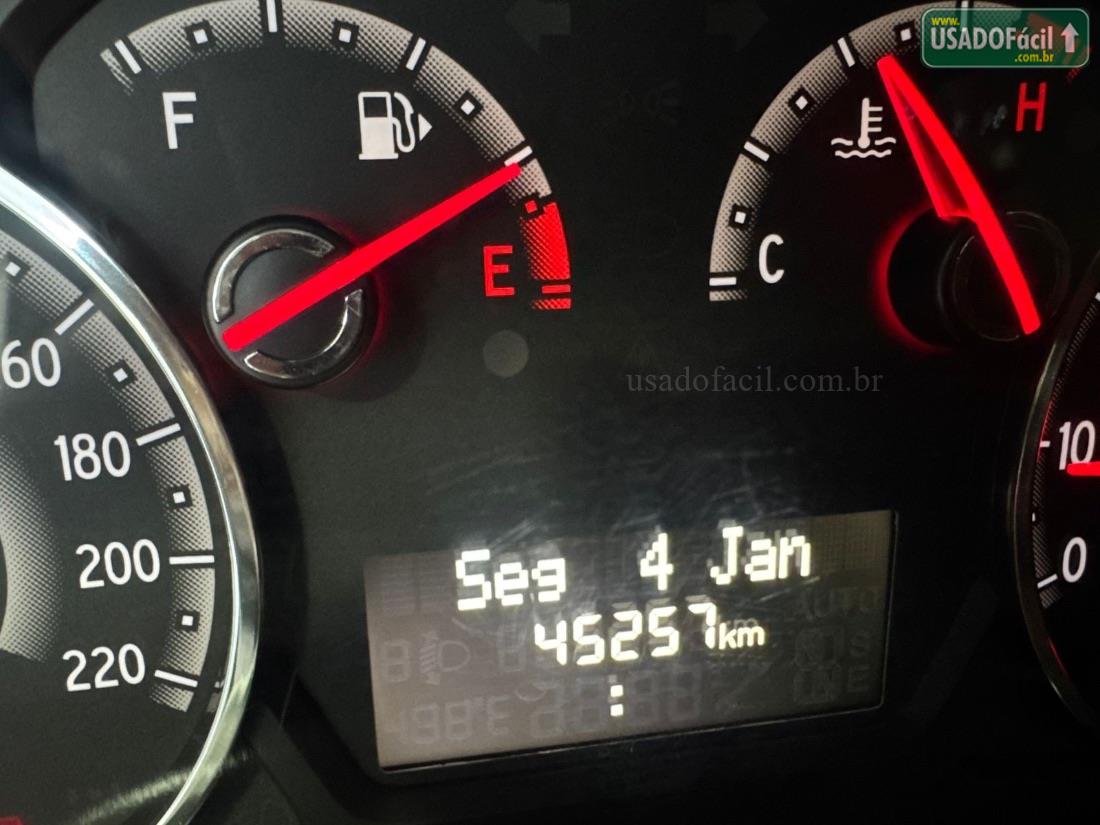 www.
USADOFácil
.com.br
F
H
E
C
usadofacil.com.br
60
180
200
220
10
0
Seg 4 Jan
45257km
: